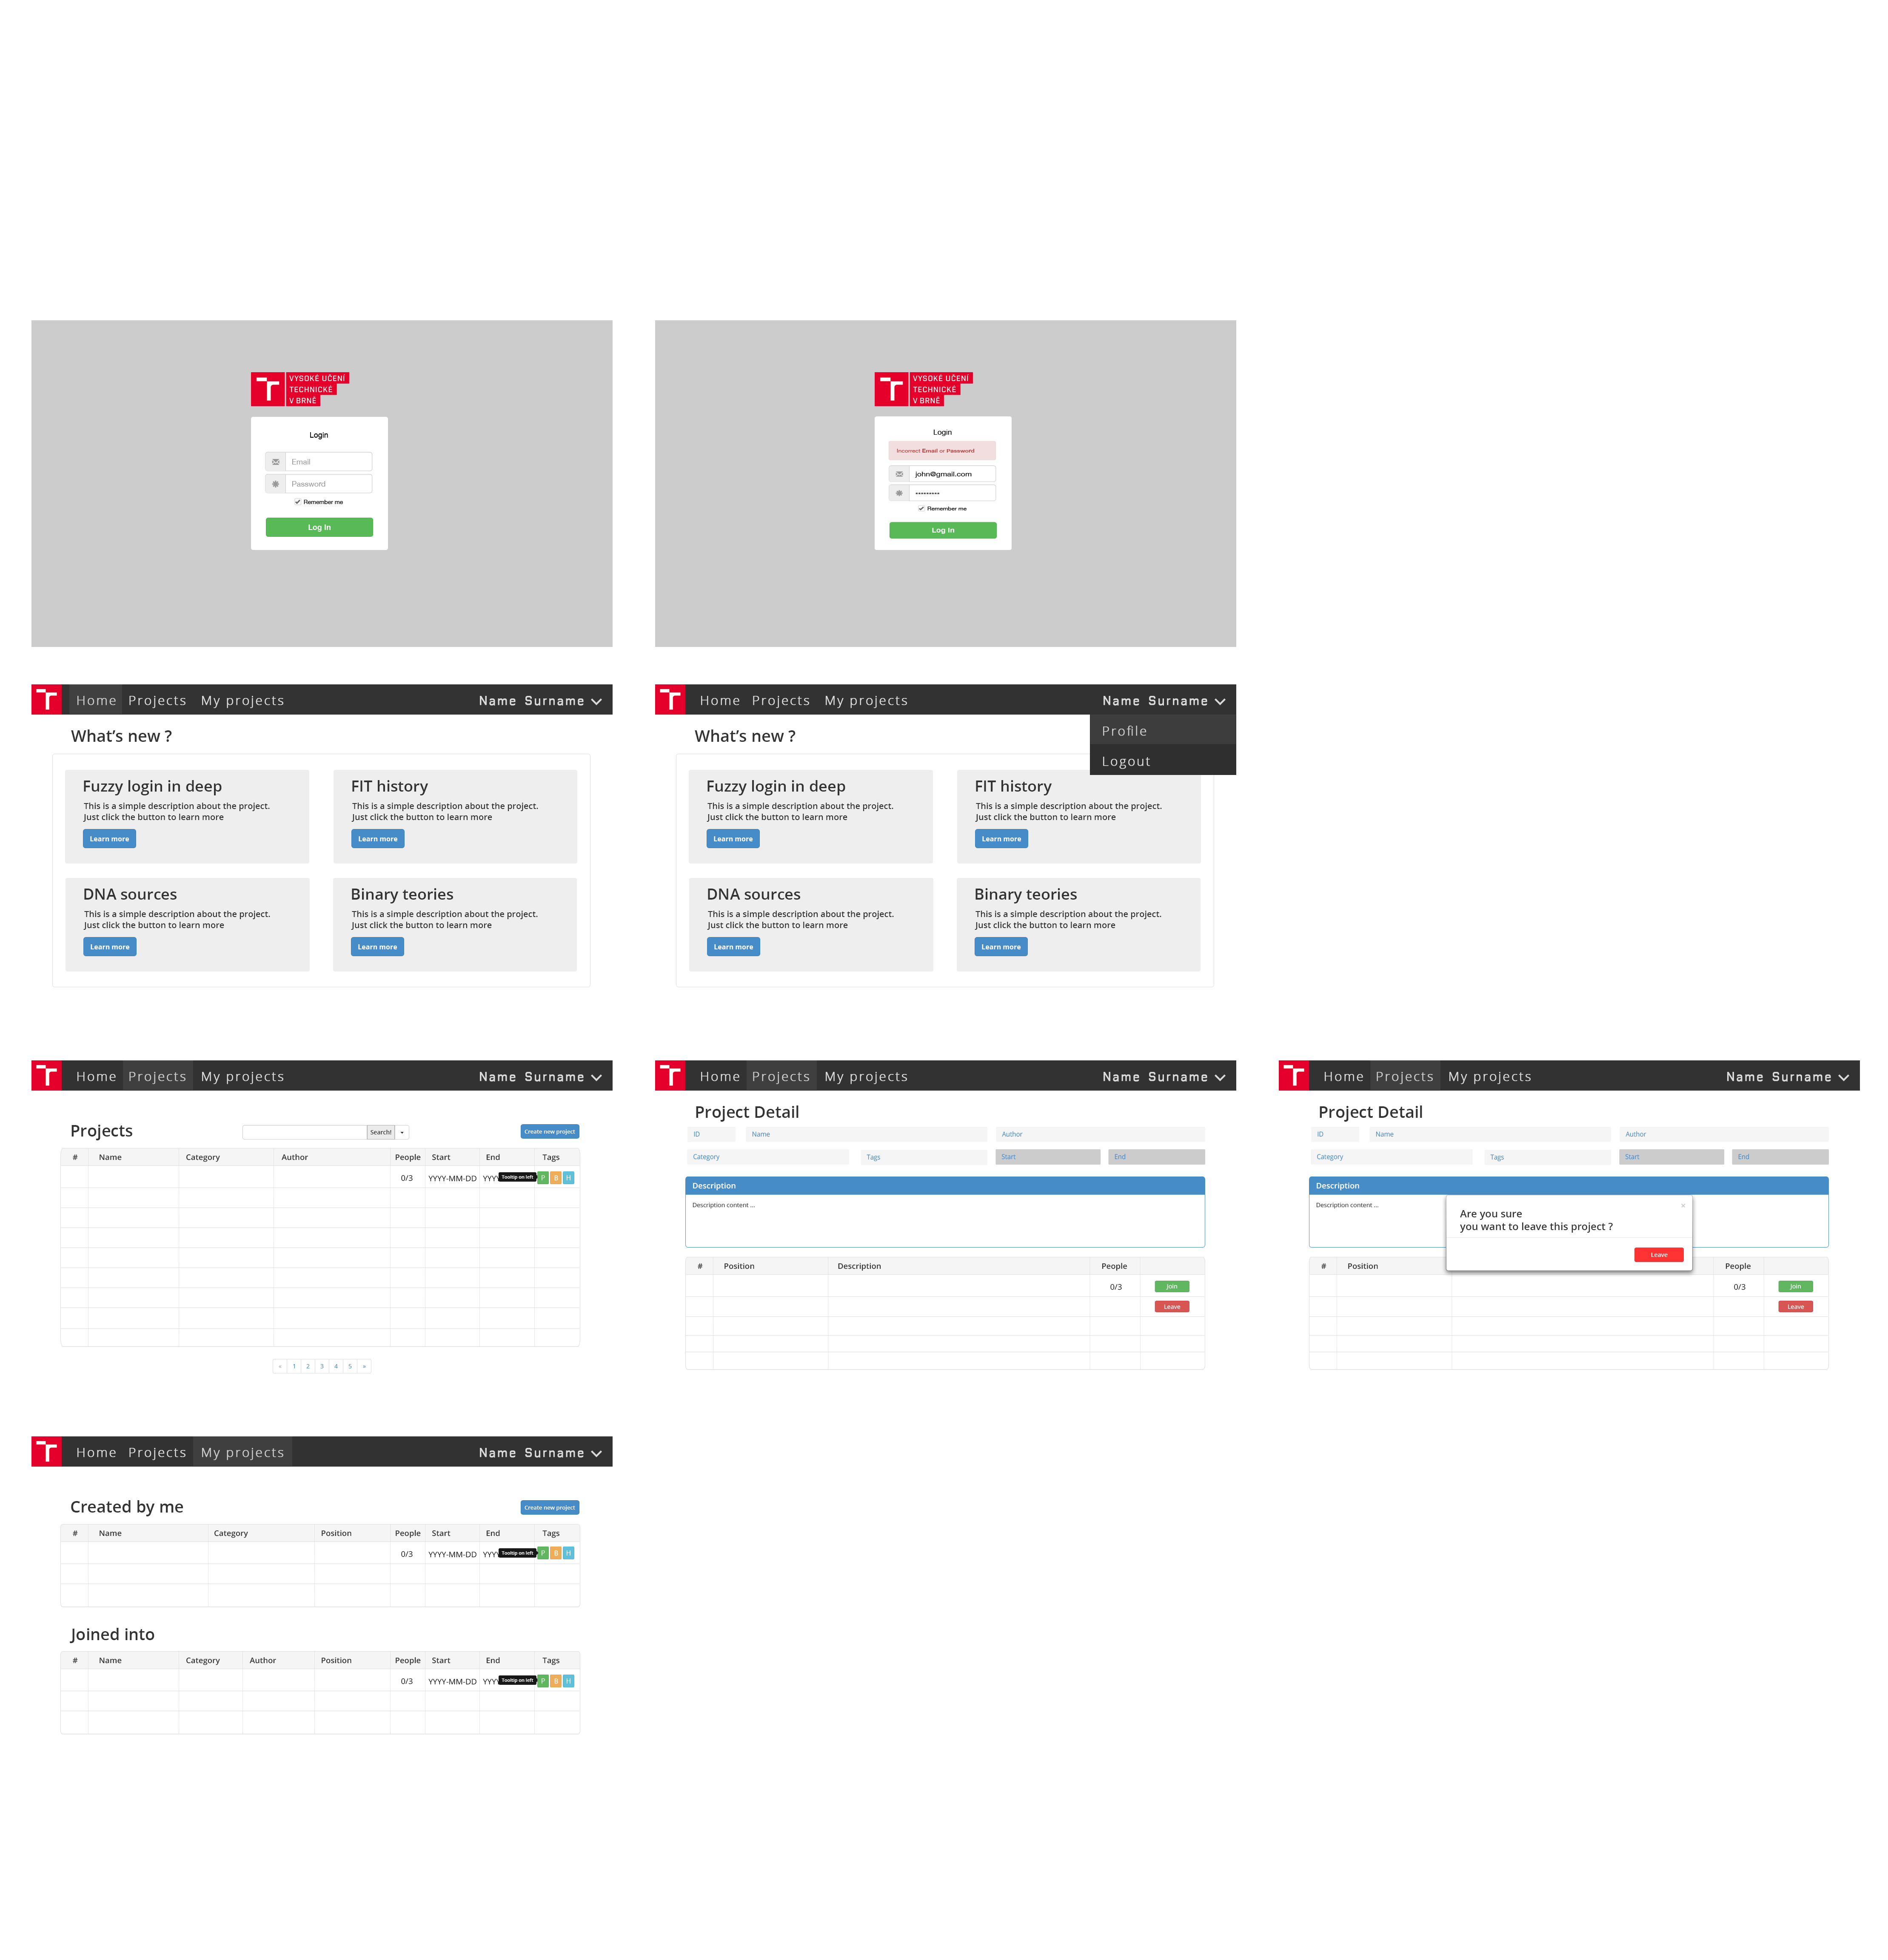 VYSOKÉ UČENÍ
TECHNICKÉ
V BRNĚ
Login
Email
Password
Remember me
Log In
VYSOKÉ UČENÍ
TECHNICKÉ
V BRNĚ
Login
Incorrect Email or Password
john@gmail.com
•••••••••
Remember me
Log In
Home Projects My projects Name Surname
What's new ?
Fuzzy login in deep
This is a simple description about the project.
Just click the button to learn more
Learn more
FIT history
This is a simple description about the project.
Just click the button to learn more
Learn more
DNA sources
This is a simple description about the project.
Just click the button to learn more
Learn more
Binary teories
This is a simple description about the project.
Just click the button to learn more
Learn more
Home Projects My projects Name Surname
Profile
Logout
What's new ?
Fuzzy login in deep
This is a simple description about the project.
Just click the button to learn more
Learn more
FIT history
This is a simple description about the project.
Just click the button to learn more
Learn more
DNA sources
This is a simple description about the project.
Just click the button to learn more
Learn more
Binary teories
This is a simple description about the project.
Just click the button to learn more
Learn more
Home Projects My projects Name Surname
Projects Search! Create new project
# Name Category Author People Start End Tags
0/3 YYYY-MM-DD YYY Tooltip on left P B H
« 1 2 3 4 5 »
Home Projects My projects Name Surname
Project Detail
ID Name Author
Category Tags Start End
Description
Description content ...
# Position Description People
0/3 Join
Leave
Home Projects My projects Name Surname
Project Detail
ID Name Author
Category Tags Start End
Description
Description content ...
×
Are you sure
you want to leave this project ?
Leave
# Position People
0/3 Join
Leave
Home Projects My projects Name Surname
Created by me Create new project
# Name Category Position People Start End Tags
0/3 YYYY-MM-DD YYY Tooltip on left P B H
Joined into
# Name Category Author Position People Start End Tags
0/3 YYYY-MM-DD YYY Tooltip on left P B H